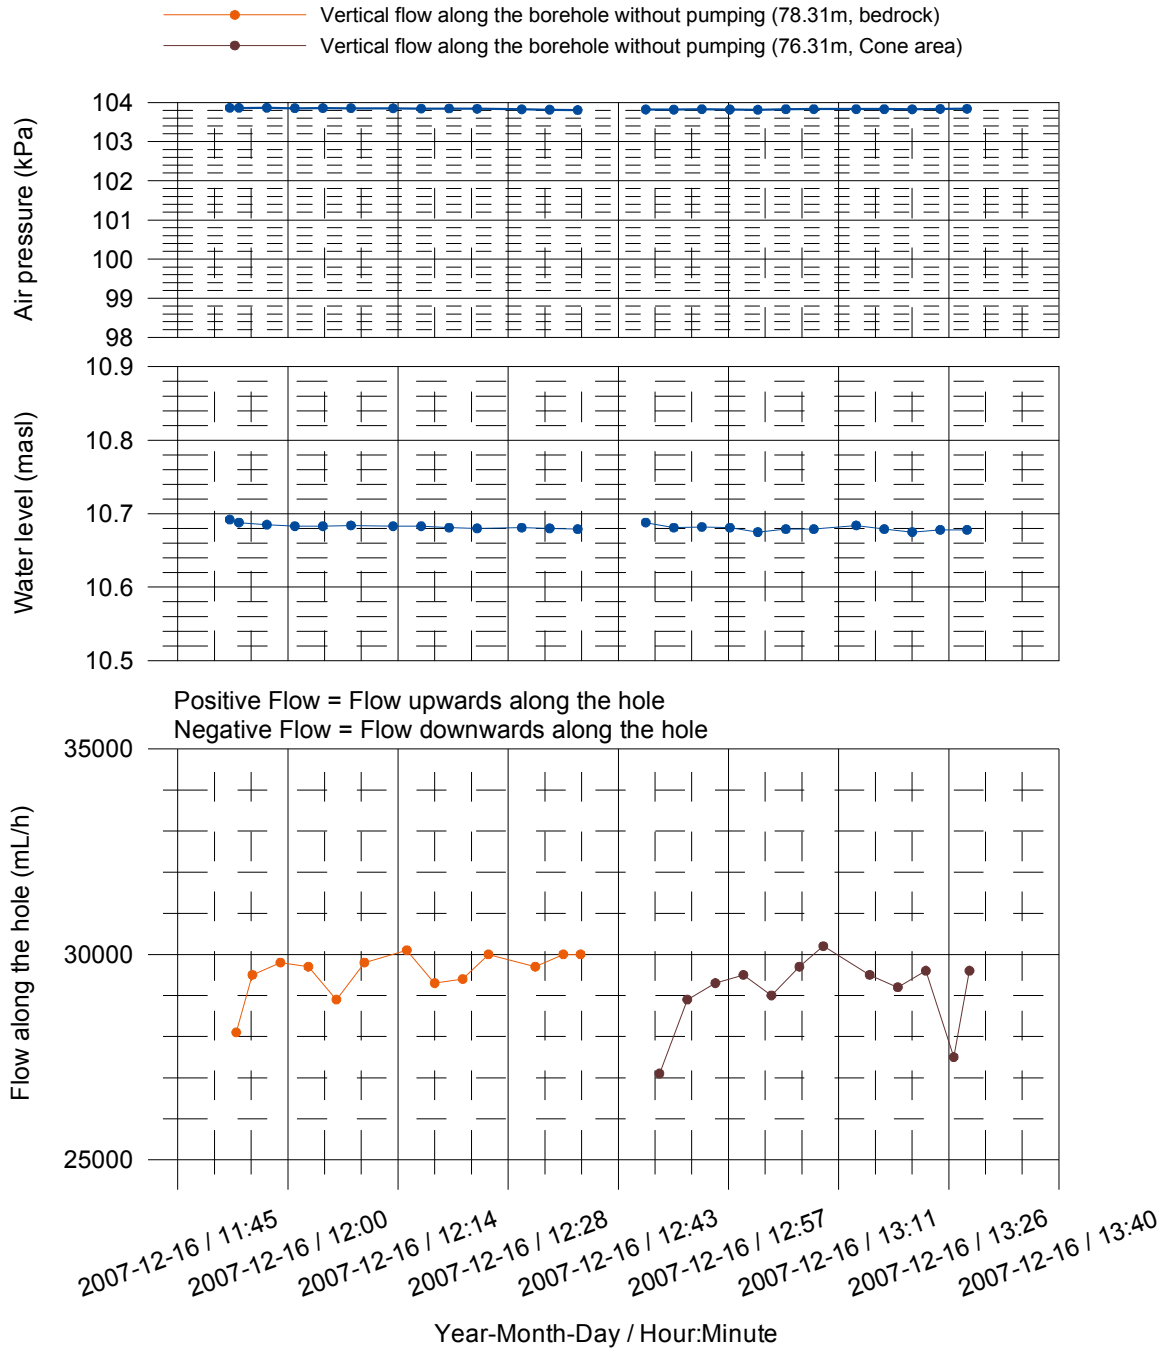 Vertical flow along the borehole without pumping (78.31m, bedrock)
Vertical flow along the borehole without pumping (76.31m, Cone area)
Air pressure (kPa)
104
103
102
101
100
99
98
Water level (masl)
10.9
10.8
10.7
10.6
10.5
Positive Flow = Flow upwards along the hole
Negative Flow = Flow downwards along the hole
Flow along the hole (mL/h)
35000
30000
25000
2007-12-16 / 11:45
2007-12-16 / 12:00
2007-12-16 / 12:14
2007-12-16 / 12:28
2007-12-16 / 12:43
2007-12-16 / 12:57
2007-12-16 / 13:11
2007-12-16 / 13:26
2007-12-16 / 13:40
Year-Month-Day / Hour:Minute